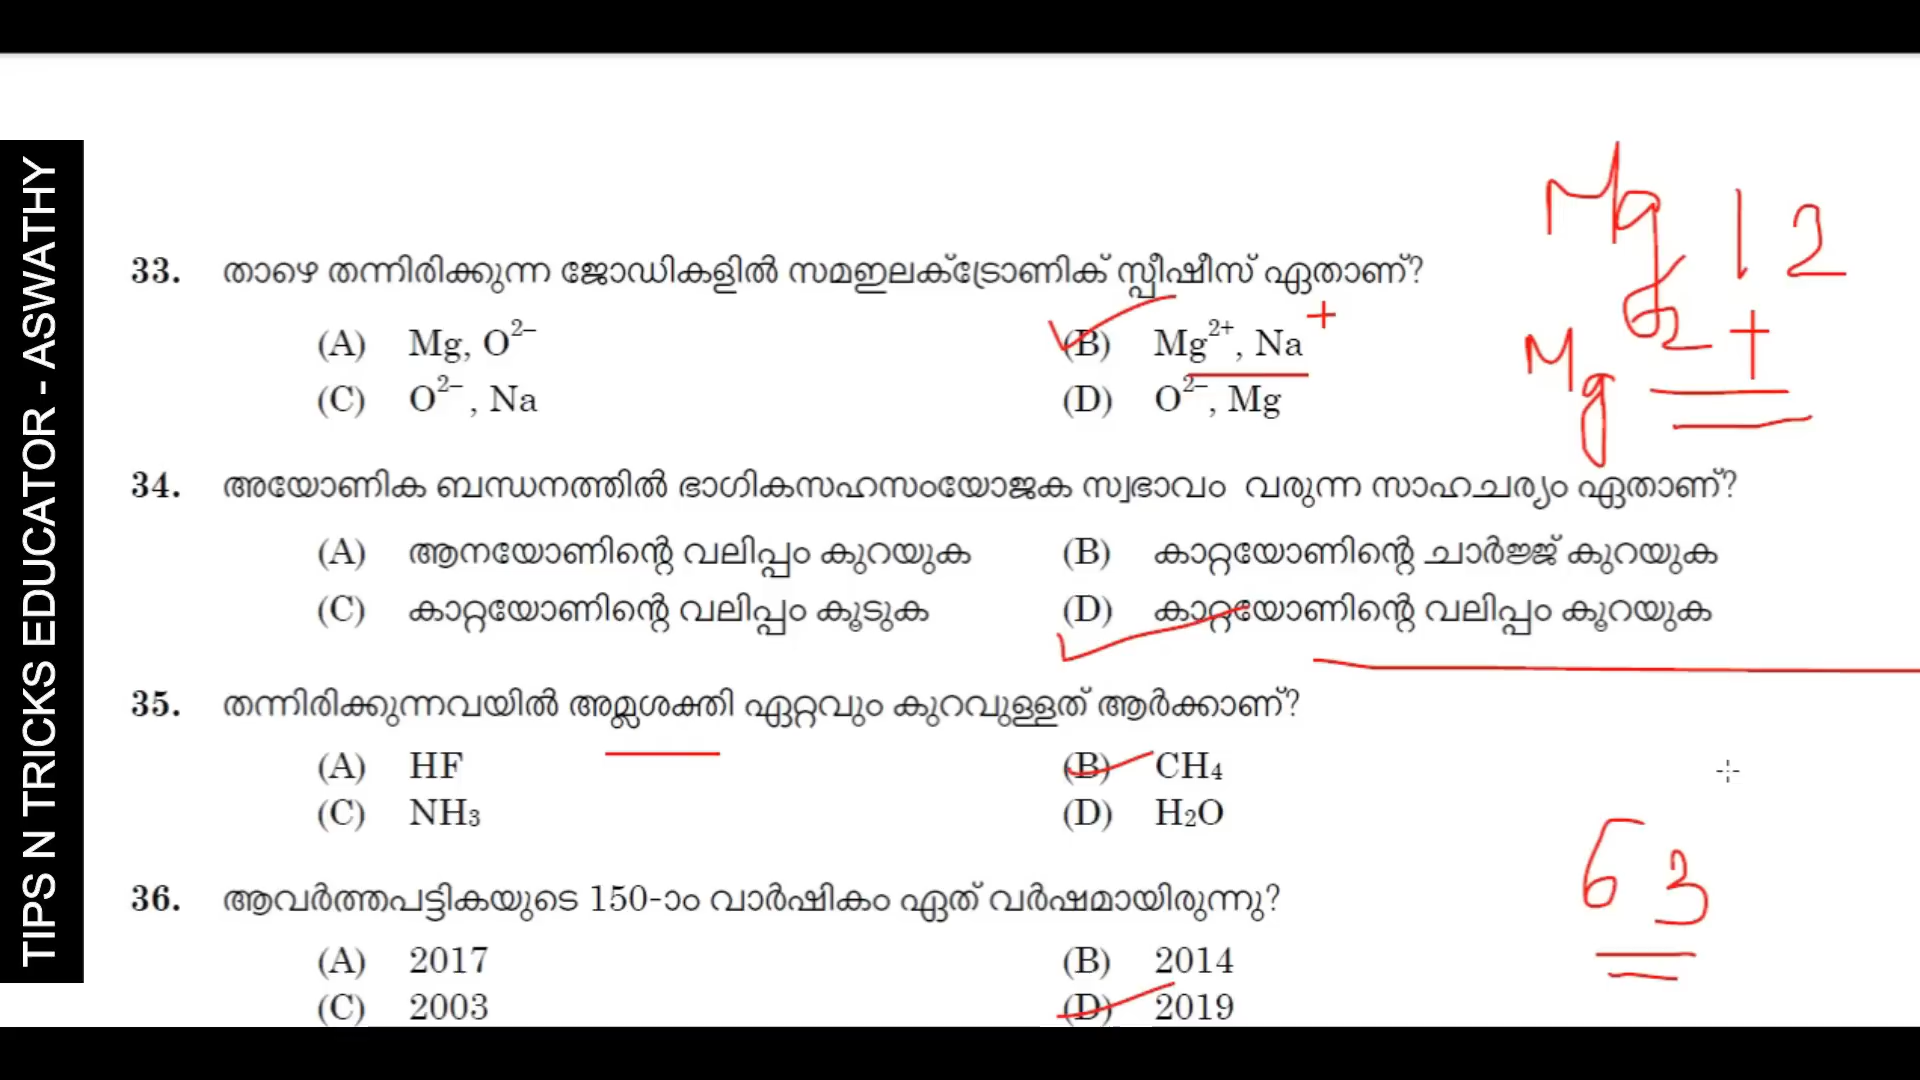 TIPS N TRICKS EDUCATOR - ASWATHY
Mg 12
Mg 2+
33. താഴെ തന്നിരിക്കുന്ന ജോഡികളിൽ സമഇലക്ട്രോണിക് സ്പീഷീസ് ഏതാണ്?
(A) Mg, O²⁻ (B) Mg²⁺, Na +
(C) O²⁻, Na (D) O²⁻, Mg
34. അയോണിക ബന്ധനത്തിൽ ഭാഗികസഹസംയോജക സ്വഭാവം വരുന്ന സാഹചര്യം ഏതാണ്?
(A) ആനയോണിന്റെ വലിപ്പം കുറയുക (B) കാറ്റയോണിന്റെ ചാർജ്ജ് കുറയുക
(C) കാറ്റയോണിന്റെ വലിപ്പം കൂടുക (D) കാറ്റയോണിന്റെ വലിപ്പം കൂറയുക
35. തന്നിരിക്കുന്നവയിൽ അമ്ലശക്തി ഏറ്റവും കുറവുള്ളത് ആർക്കാണ്?
(A) HF (B) CH₄
(C) NH₃ (D) H₂O
63
36. ആവർത്തപട്ടികയുടെ 150-ാം വാർഷികം ഏത് വർഷമായിരുന്നു?
(A) 2017 (B) 2014
(C) 2003 (D) 2019